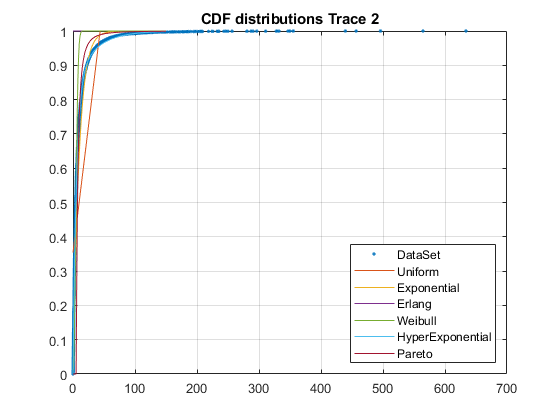 CDF distributions Trace 2
1
0.9
0.8
0.7
0.6
0.5
0.4
0.3
0.2
0.1
0
DataSet
Uniform
Exponential
Erlang
Weibull
HyperExponential
Pareto
0 100 200 300 400 500 600 700